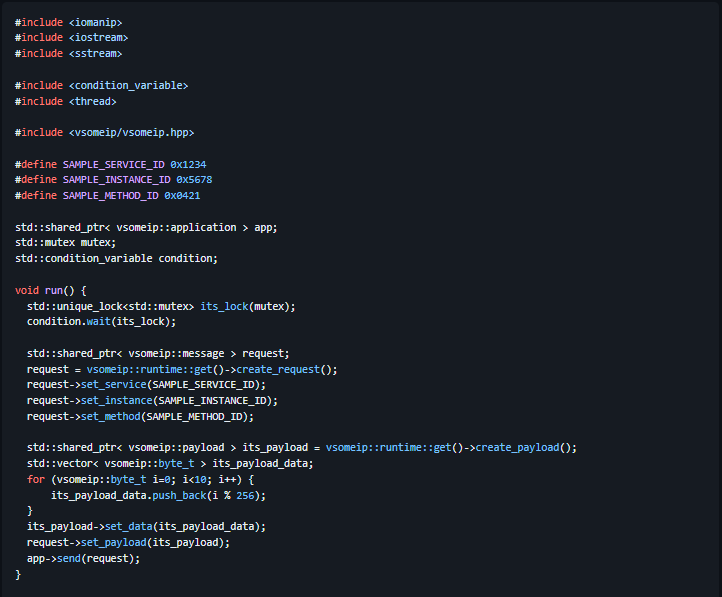 #include <iomanip>
#include <iostream>
#include <sstream>

#include <condition_variable>
#include <thread>

#include <vsomeip/vsomeip.hpp>

#define SAMPLE_SERVICE_ID 0x1234
#define SAMPLE_INSTANCE_ID 0x5678
#define SAMPLE_METHOD_ID 0x0421

std::shared_ptr< vsomeip::application > app;
std::mutex mutex;
std::condition_variable condition;

void run() {
  std::unique_lock<std::mutex> its_lock(mutex);
  condition.wait(its_lock);

  std::shared_ptr< vsomeip::message > request;
  request = vsomeip::runtime::get()->create_request();
  request->set_service(SAMPLE_SERVICE_ID);
  request->set_instance(SAMPLE_INSTANCE_ID);
  request->set_method(SAMPLE_METHOD_ID);

  std::shared_ptr< vsomeip::payload > its_payload = vsomeip::runtime::get()->create_payload();
  std::vector< vsomeip::byte_t > its_payload_data;
  for (vsomeip::byte_t i=0; i<10; i++) {
      its_payload_data.push_back(i % 256);
  }
  its_payload->set_data(its_payload_data);
  request->set_payload(its_payload);
  app->send(request);
}